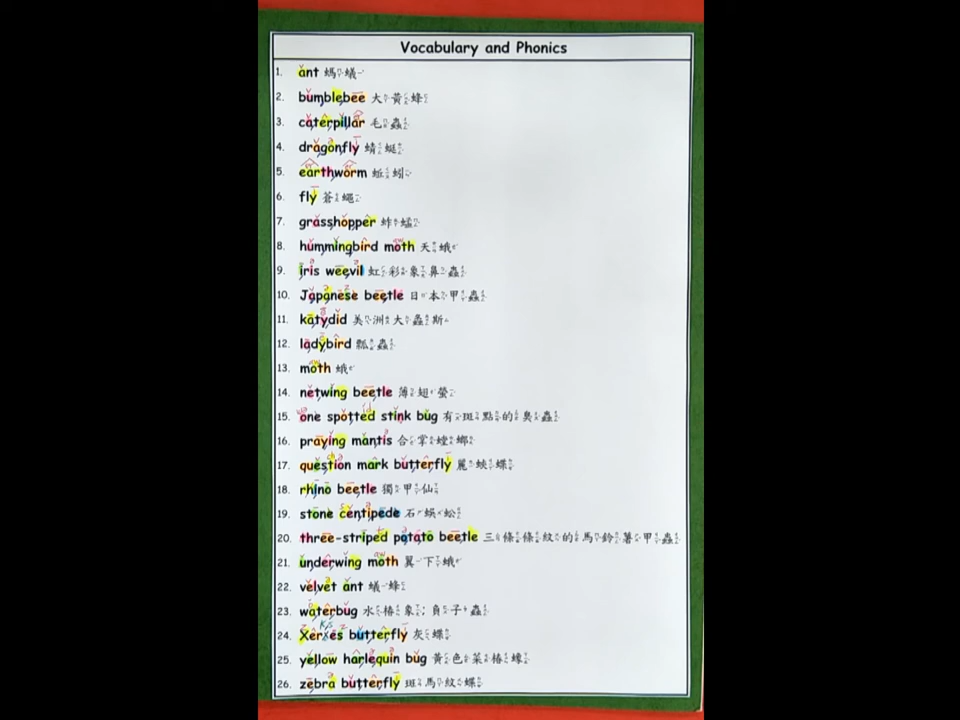 Vocabulary and Phonics
1. ant 螞蟻
2. bumblebee 大黃蜂
3. caterpillar 毛蟲
4. dragonfly 蜻蜓
5. earthworm 蚯蚓
6. fly 蒼蠅
7. grasshopper 蚱蜢
8. hummingbird moth 天蛾
9. iris weevil 虹彩象鼻蟲
10. Japanese beetle 日本甲蟲
11. katydid 美洲大螽斯
12. ladybird 瓢蟲
13. moth 蛾
14. netwing beetle 薄翅螢
15. one spotted stink bug 有斑點的臭蟲
16. praying mantis 合掌螳螂
17. question mark butterfly 麗蛺蝶
18. rhino beetle 獨甲仙
19. stone centipede 石蜈蚣
20. three-striped potato beetle 三條條紋的馬鈴薯甲蟲
21. underwing moth 翼下蛾
22. velvet ant 蟻蜂
23. waterbug 水椿象; 負子蟲
24. Xerxes butterfly 灰蝶
25. yellow harlequin bug 黃色菜椿蟓
26. zebra butterfly 斑馬紋蝶